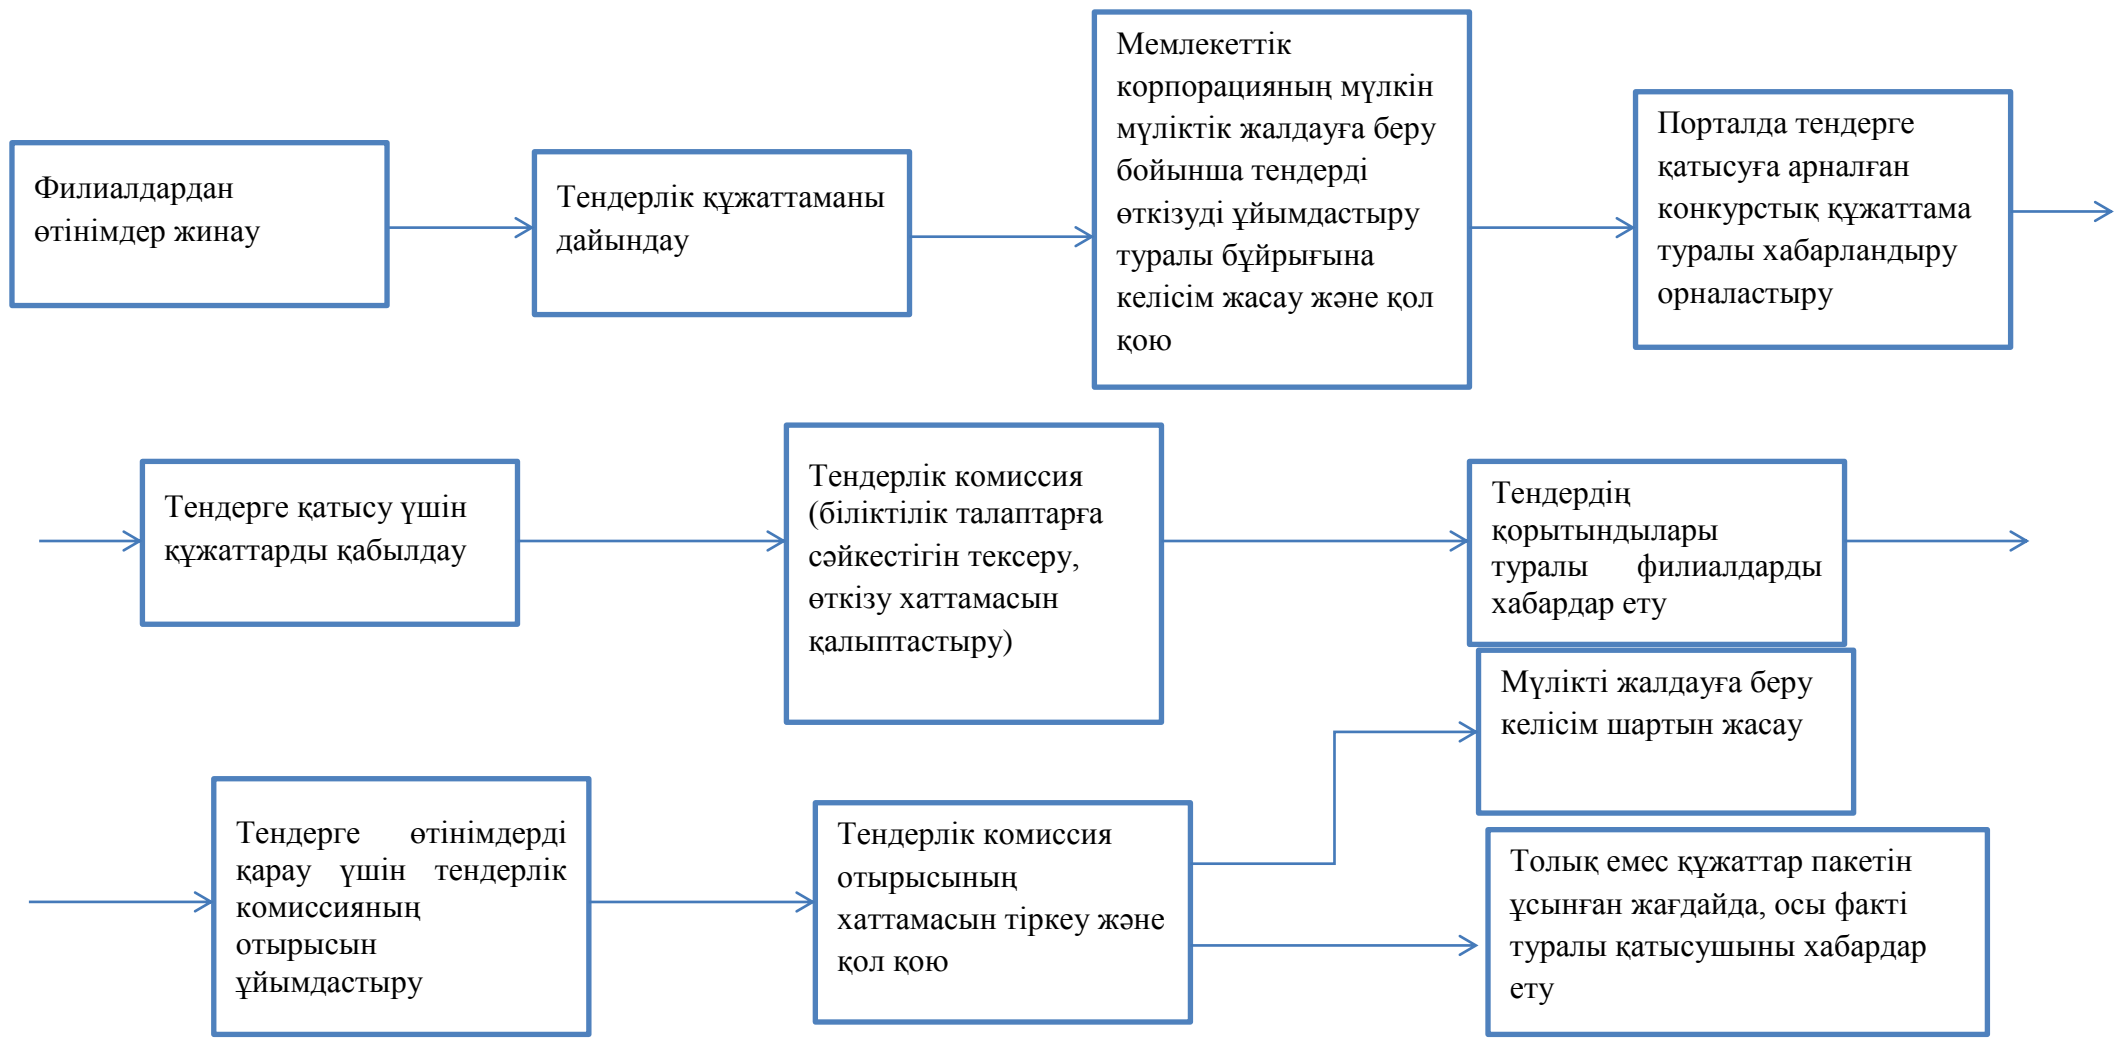 Филиалдардан
өтінімдер жинау
Тендерлік құжаттаманы
дайындау
Мемлекеттік
корпорацияның мүлкін
мүліктік жалдауға беру
бойынша тендерді
өткізуді ұйымдастыру
туралы бұйрығына
келісім жасау және қол
қою
Порталда тендерге
қатысуға арналған
конкурстық құжаттама
туралы хабарландыру
орналастыру
Тендерге қатысу үшін
құжаттарды қабылдау
Тендерлік комиссия
(біліктілік талаптарға
сәйкестігін тексеру,
өткізу хаттамасын
қалыптастыру)
Тендердің
қорытындылары
туралы филиалдарды
хабардар ету
Мүлікті жалдауға беру
келісім шартын жасау
Тендерге өтінімдерді
қарау үшін тендерлік
комиссияның
отырысын
ұйымдастыру
Тендерлік комиссия
отырысының
хаттамасын тіркеу және
қол қою
Толық емес құжаттар пакетін
ұсынған жағдайда, осы факті
туралы қатысушыны хабардар
ету